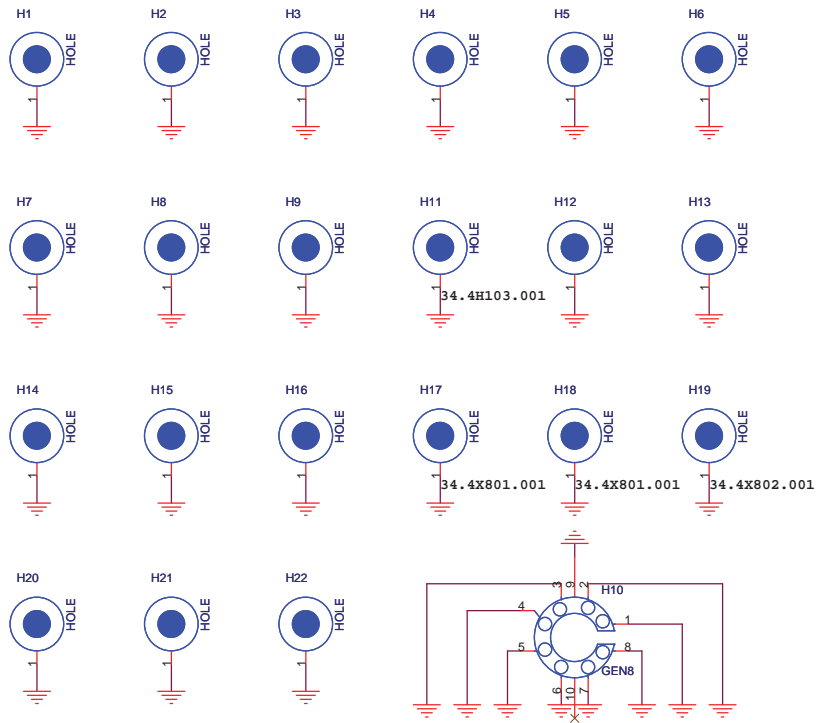 H1 H2 H3 H4 H5 H6
HOLE HOLE HOLE HOLE HOLE HOLE
1 1 1 1 1 1
H7 H8 H9 H11 H12 H13
HOLE HOLE HOLE HOLE HOLE HOLE
1 1 1 1 1 1
34.4H103.001
H14 H15 H16 H17 H18 H19
HOLE HOLE HOLE HOLE HOLE HOLE
1 1 1 1 1 1
34.4X801.001 34.4X801.001 34.4X802.001
H20 H21 H22
HOLE HOLE HOLE
1 1 1
3 9 2
H10
4 1
5 8
GEN8
6 10 7